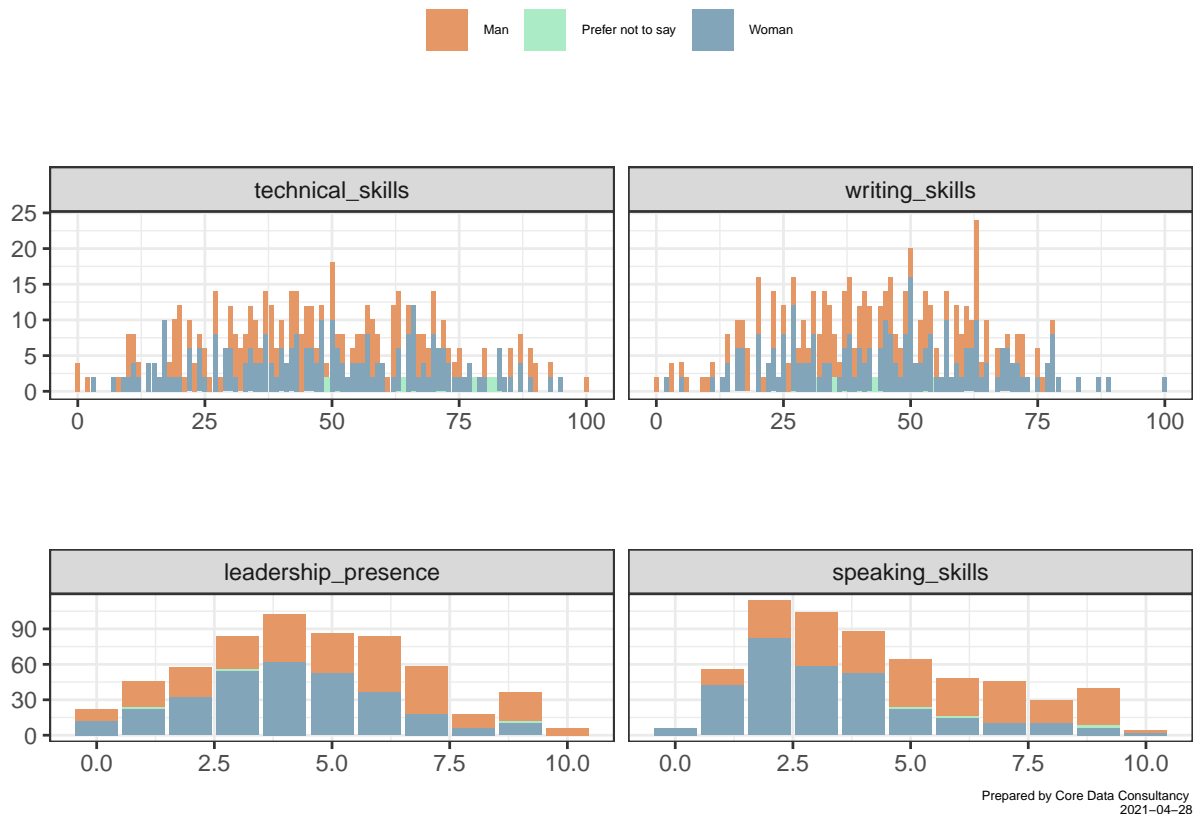 Man Prefer not to say Woman
technical_skills writing_skills
25
20
15
10
5
0
0 25 50 75 100 0 25 50 75 100
leadership_presence speaking_skills
90
60
30
0
0.0 2.5 5.0 7.5 10.0 0.0 2.5 5.0 7.5 10.0
Prepared by Core Data Consultancy
2021−04−28